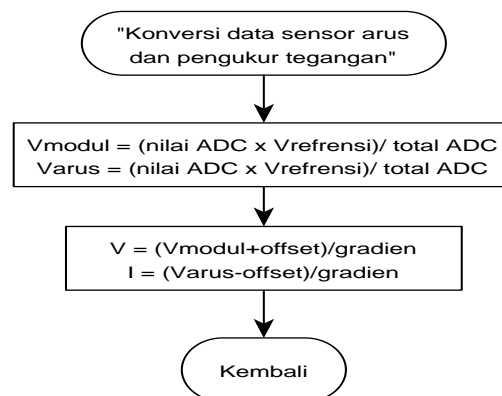 "Konversi data sensor arus
dan pengukur tegangan"
Vmodul = (nilai ADC x Vrefrensi)/ total ADC
Varus = (nilai ADC x Vrefrensi)/ total ADC
V = (Vmodul+offset)/gradien
I = (Varus-offset)/gradien
Kembali